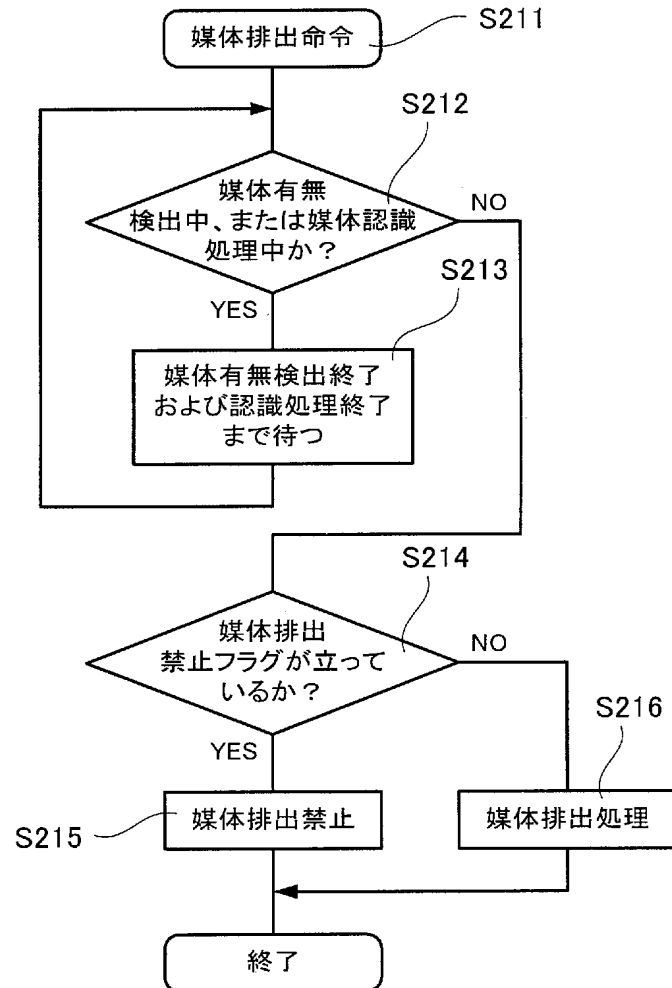 媒体排出命令
S211
S212
媒体有無
検出中、または媒体認識
処理中か？
NO
YES
S213
媒体有無検出終了
および認識処理終了
まで待つ
S214
媒体排出
禁止フラグが立って
いるか？
NO
YES
S216
S215
媒体排出禁止
媒体排出処理
終了